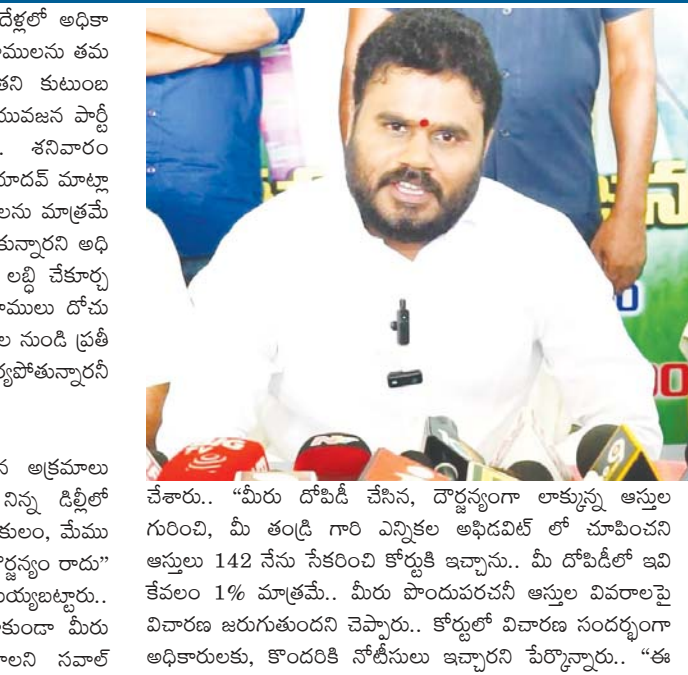 దేళ్లలో అధికా
ములను తమ
తని కుటుంబ
యువజన పార్టీ
. శనివారం
యాదవ్ మాట్లా
లను మాత్రమే
కున్నారని అధి
లబ్ధి చేకూర్చ
ాములు దోచు
ల నుండి ప్రతీ
ర్యపోతున్నారనీ
న అక్రమాలు
నిన్న డిల్లీలో
కులం, మేము
ర్జన్యం రాదు”
య్యబట్టారు..
కుండా మీరు
ాలని సవాల్
చేశారు.. “మీరు దోపిడీ చేసిన, దౌర్జన్యంగా లాక్కున్న ఆస్తుల
గురించి, మీ తండ్రి గారి ఎన్నికల అఫిడవిట్ లో చూపించని
ఆస్తులు 142 నేను సేకరించి కోర్టుకి ఇచ్చాను.. మీ దోపిడీలో ఇవి
కేవలం 1% మాత్రమే.. మీరు పొందుపరచనీ ఆస్తుల వివరాలపై
విచారణ జరుగుతుందని చెప్పారు.. కోర్టులో విచారణ సందర్భంగా
అధికారులకు, కొందరికి నోటీసులు ఇచ్చారని పేర్కొన్నారు.. “ఈ